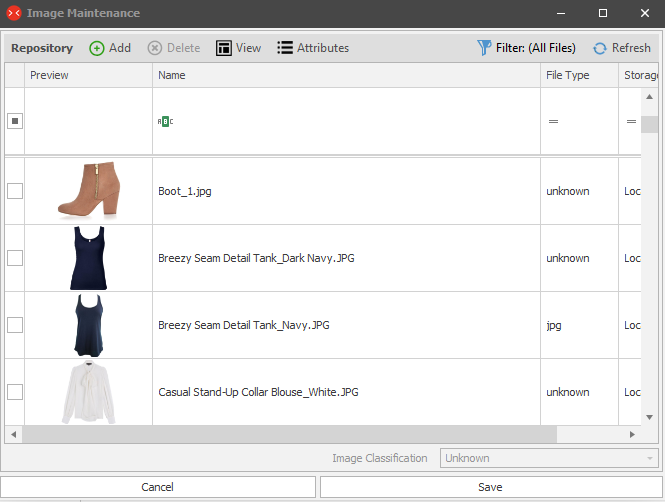 Image Maintenance
Repository Add Delete View Attributes Filter: (All Files) Refresh
Preview Name File Type Storage
ABC = =
Boot_1.jpg unknown Loc
Breezy Seam Detail Tank_Dark Navy.JPG unknown Loc
Breezy Seam Detail Tank_Navy.JPG jpg Loc
Casual Stand-Up Collar Blouse_White.JPG unknown Loc
Image Classification Unknown
Cancel Save